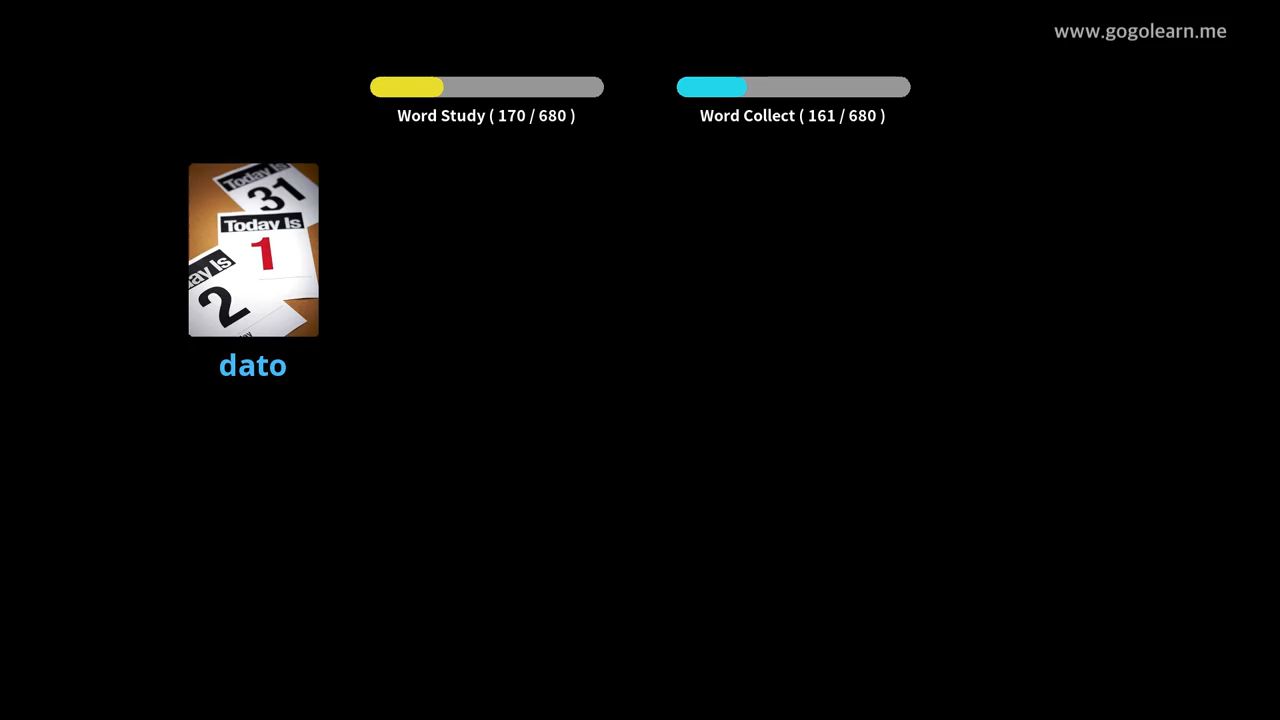 www.gogolearn.me
Word Study ( 170 / 680 )
Word Collect ( 161 / 680 )
Today Is
31
Today Is
1
ay Is
2
dato